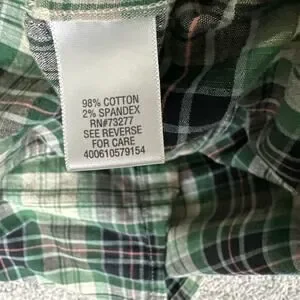 98% COTTON
2% SPANDEX
RN#73277
SEE REVERSE
FOR CARE
400610579154